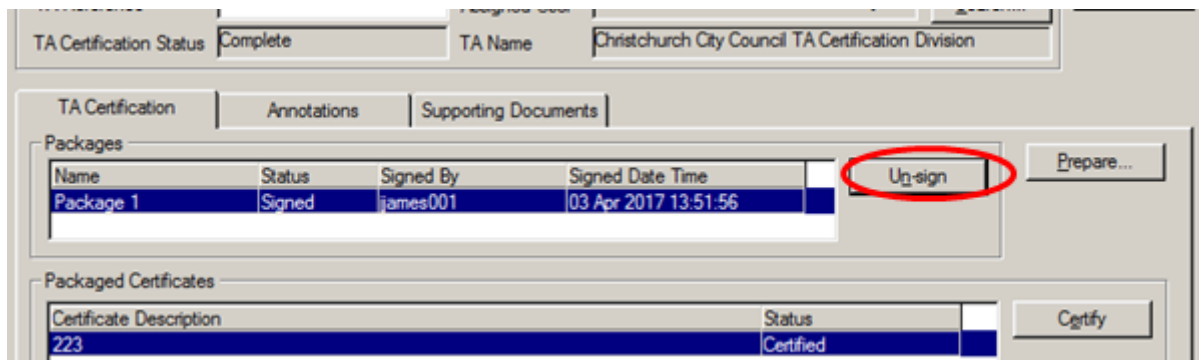 TA Certification Status Complete TA Name Christchurch City Council TA Certification Division
TA Certification Annotations Supporting Documents
Packages
Name Status Signed By Signed Date Time Un-sign Prepare...
Package 1 Signed jjames001 03 Apr 2017 13:51:56
Packaged Certificates
Certificate Description Status Certify
223 Certified